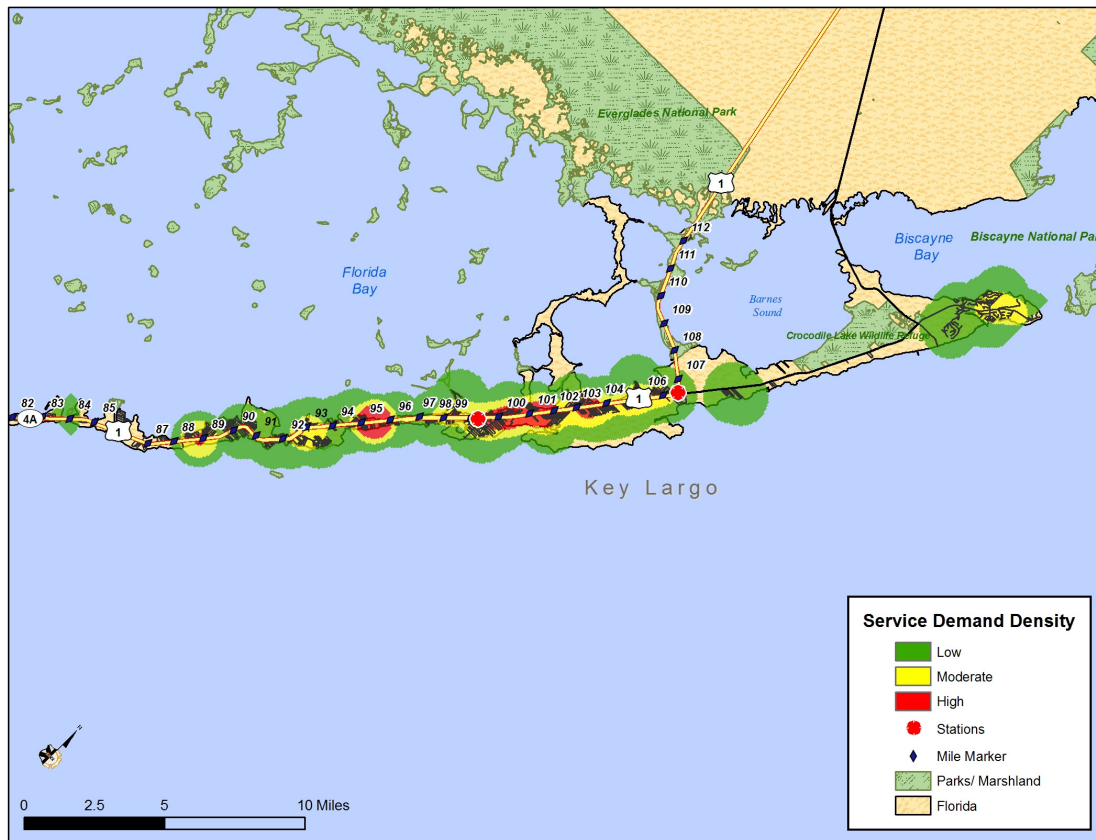 Everglades National Park
1
112
111
110
109
108
107
Biscayne
Bay
Biscayne National Par
Florida
Bay
Barnes
Sound
Crocodile Lake Wildlife Refuge
82
83
84
85
87
88
89
90
91
92
93
94
95
96
97
98
99
100
101
102
103
104
106
4A
1
1
Key Largo
Service Demand Density
Low
Moderate
High
Stations
Mile Marker
Parks/ Marshland
Florida
0 2.5 5 10 Miles